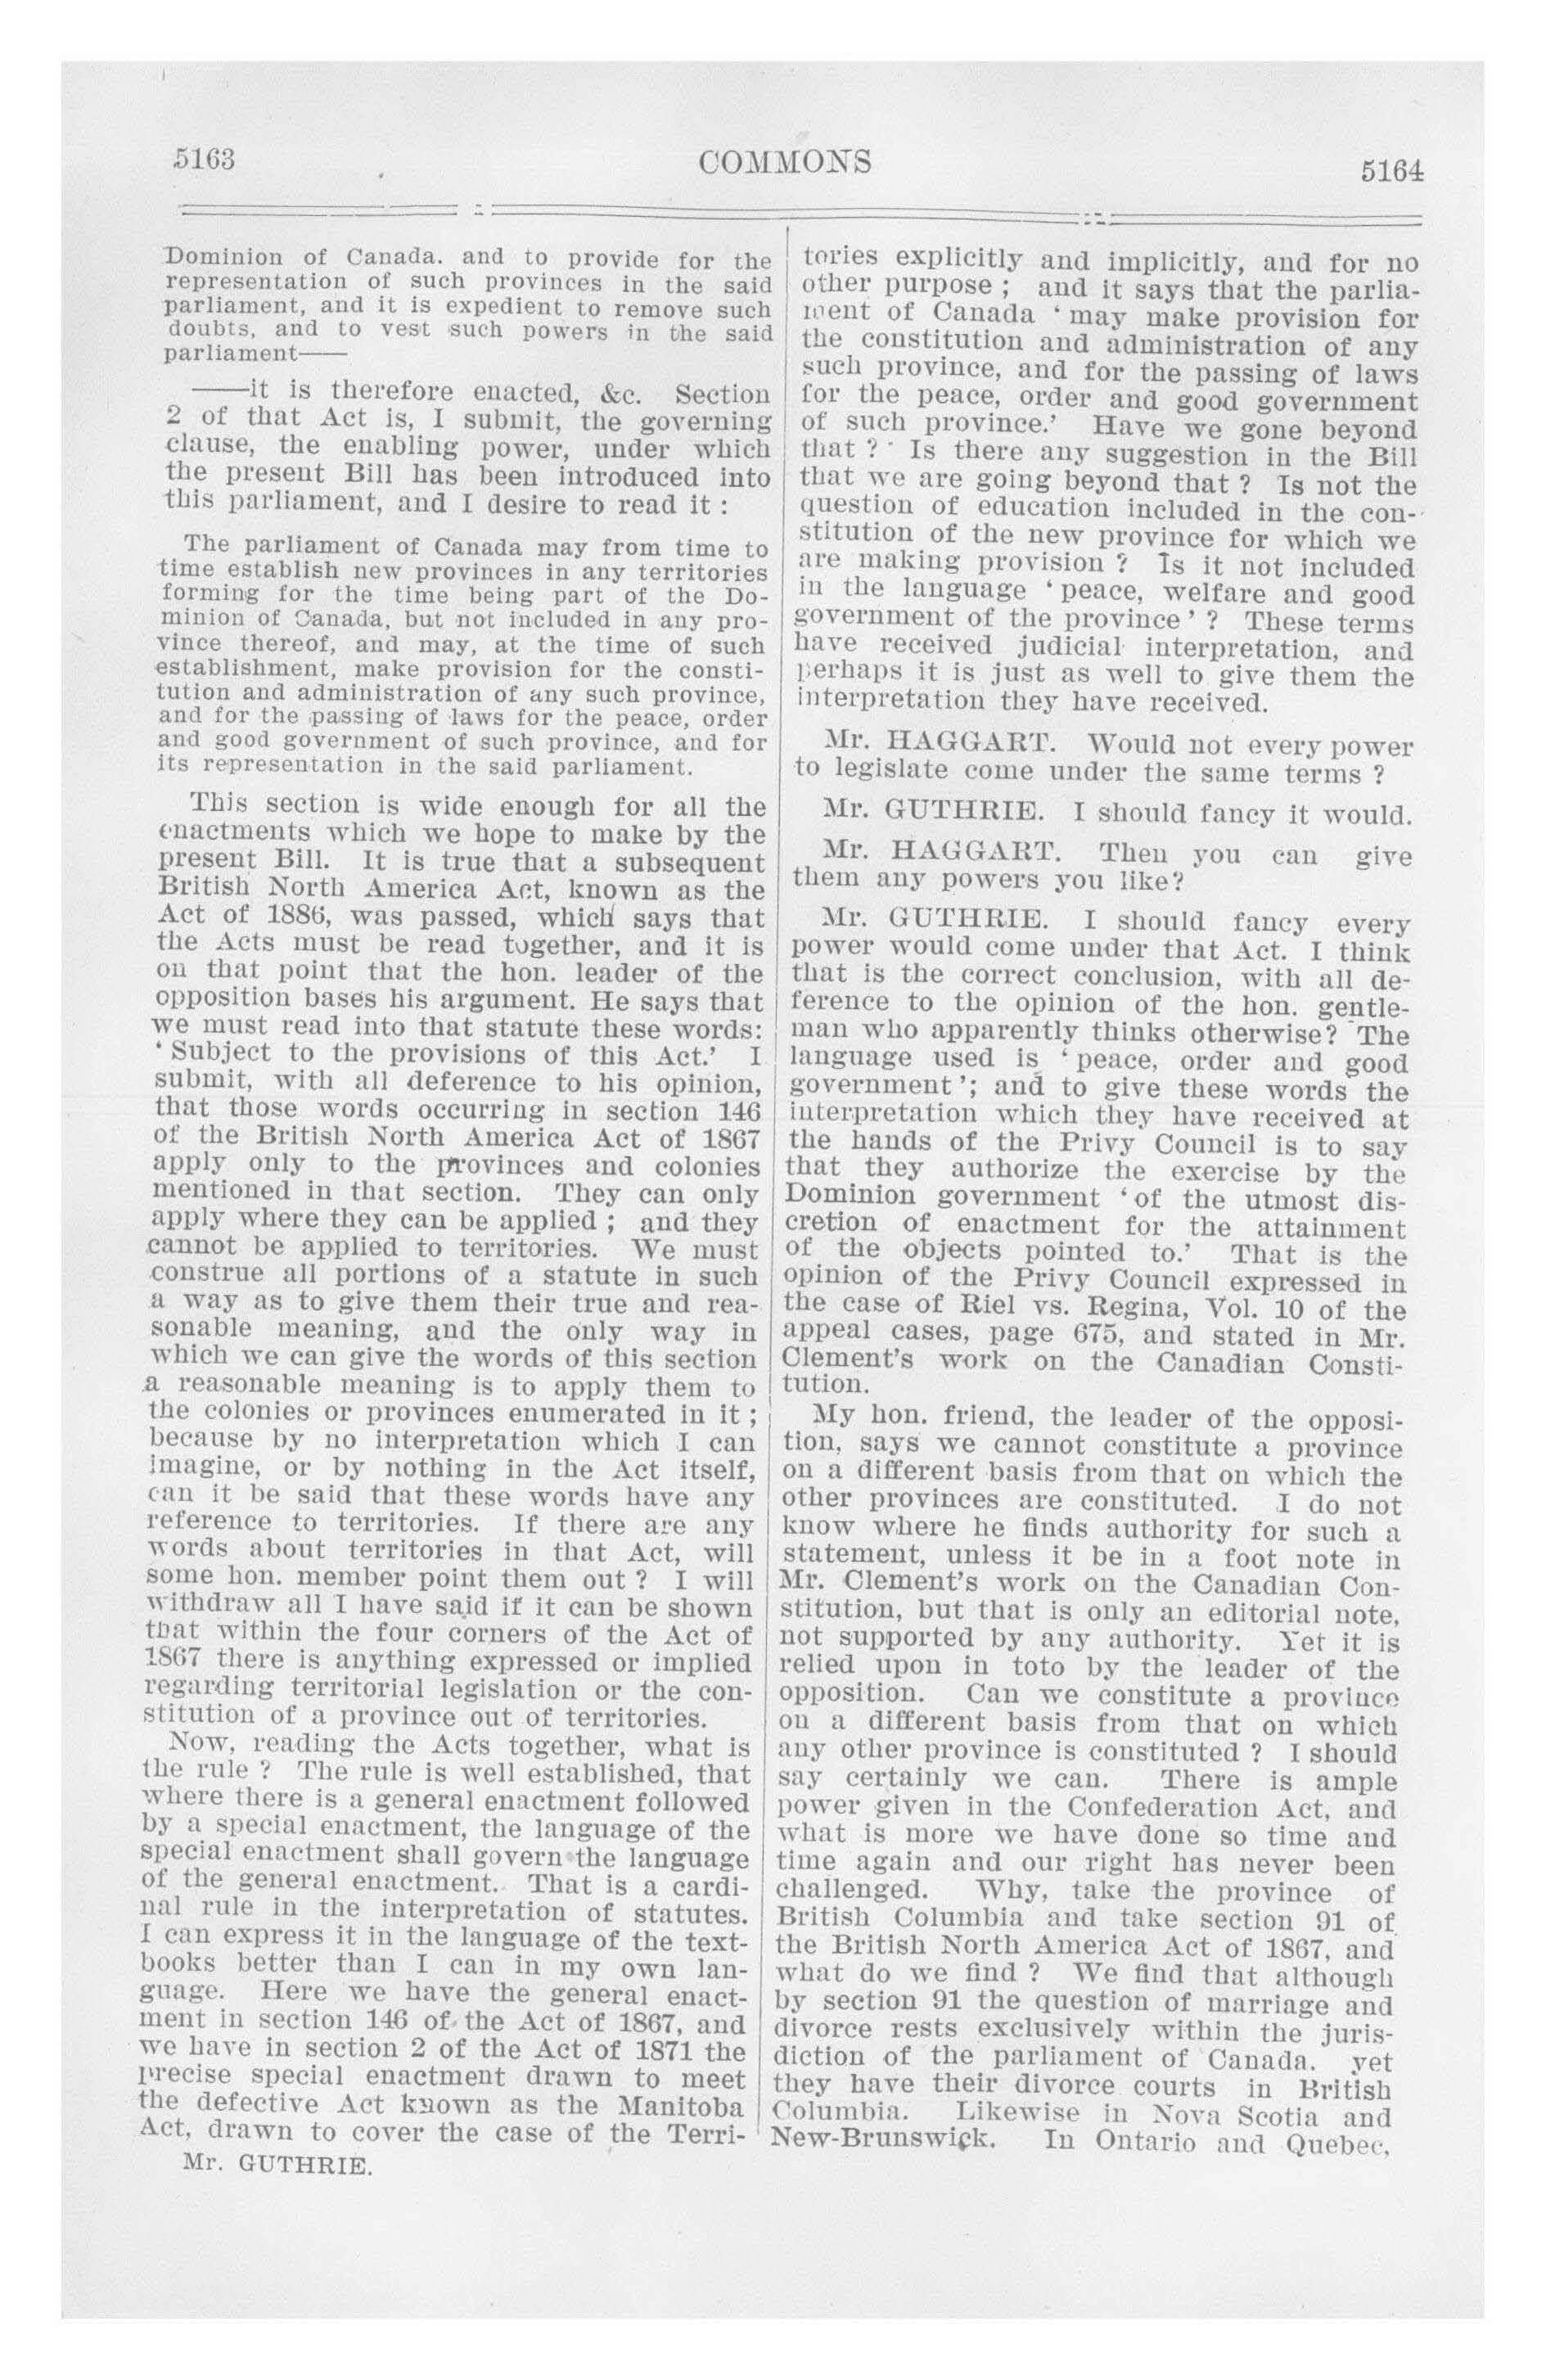 5163
COMMONS
5164
Dominion of Canada. and to provide for the
representation of such provinces in the said
parliament, and it is expedient to remove such
doubts, and to vest such powers in the said
parliament——
——it is therefore enacted, &c. Section
2 of that Act is, I submit, the governing
clause, the enabling power, under which
the present Bill has been introduced into
this parliament, and I desire to read it :
The parliament of Canada may from time to
time establish new provinces in any territories
forming for the time being part of the Do-
minion of Canada, but not included in any pro-
vince thereof, and may, at the time of such
establishment, make provision for the consti-
tution and administration of any such province,
and for the passing of laws for the peace, order
and good government of such province, and for
its representation in the said parliament.
This section is wide enough for all the
enactments which we hope to make by the
present Bill. It is true that a subsequent
British North America Act, known as the
Act of 1886, was passed, which says that
the Acts must be read together, and it is
on that point that the hon. leader of the
opposition bases his argument. He says that
we must read into that statute these words:
‘ Subject to the provisions of this Act.’ I
submit, with all deference to his opinion,
that those words occurring in section 146
of the British North America Act of 1867
apply only to the provinces and colonies
mentioned in that section. They can only
apply where they can be applied ; and they
cannot be applied to territories. We must
construe all portions of a statute in such
a way as to give them their true and rea-
sonable meaning, and the only way in
which we can give the words of this section
a reasonable meaning is to apply them to
the colonies or provinces enumerated in it ;
because by no interpretation which I can
imagine, or by nothing in the Act itself,
can it be said that these words have any
reference to territories. If there are any
words about territories in that Act, will
some hon. member point them out ? I will
withdraw all I have said if it can be shown
that within the four corners of the Act of
1867 there is anything expressed or implied
regarding territorial legislation or the con-
stitution of a province out of territories.
Now, reading the Acts together, what is
the rule ? The rule is well established, that
where there is a general enactment followed
by a special enactment, the language of the
special enactment shall govern the language
of the general enactment. That is a cardi-
nal rule in the interpretation of statutes.
I can express it in the language of the text-
books better than I can in my own lan-
guage. Here we have the general enact-
ment in section 146 of the Act of 1867, and
we have in section 2 of the Act of 1871 the
precise special enactment drawn to meet
the defective Act known as the Manitoba
Act, drawn to cover the case of the Terri-
Mr. GUTHRIE.
tories explicitly and implicitly, and for no
other purpose ; and it says that the parlia-
ment of Canada ‘ may make provision for
the constitution and administration of any
such province, and for the passing of laws
for the peace, order and good government
of such province.’ Have we gone beyond
that ? Is there any suggestion in the Bill
that we are going beyond that ? Is not the
question of education included in the con-
stitution of the new province for which we
are making provision ? Is it not included
in the language ‘ peace, welfare and good
government of the province ’ ? These terms
have received judicial interpretation, and
perhaps it is just as well to give them the
interpretation they have received.
Mr. HAGGART. Would not every power
to legislate come under the same terms ?
Mr. GUTHRIE. I should fancy it would.
Mr. HAGGART. Then you can give
them any powers you like?
Mr. GUTHRIE. I should fancy every
power would come under that Act. I think
that is the correct conclusion, with all de-
ference to the opinion of the hon. gentle-
man who apparently thinks otherwise? The
language used is ‘ peace, order and good
government ’; and to give these words the
interpretation which they have received at
the hands of the Privy Council is to say
that they authorize the exercise by the
Dominion government ‘ of the utmost dis-
cretion of enactment for the attainment
of the objects pointed to.’ That is the
opinion of the Privy Council expressed in
the case of Riel vs. Regina, Vol. 10 of the
appeal cases, page 675, and stated in Mr.
Clement's work on the Canadian Consti-
tution.
My hon. friend, the leader of the opposi-
tion, says we cannot constitute a province
on a different basis from that on which the
other provinces are constituted. I do not
know where he finds authority for such a
statement, unless it be in a foot note in
Mr. Clement's work on the Canadian Con-
stitution, but that is only an editorial note,
not supported by any authority. Yet it is
relied upon in toto by the leader of the
opposition. Can we constitute a province
on a different basis from that on which
any other province is constituted ? I should
say certainly we can. There is ample
power given in the Confederation Act, and
what is more we have done so time and
time again and our right has never been
challenged. Why, take the province of
British Columbia and take section 91 of
the British North America Act of 1867, and
what do we find ? We find that although
by section 91 the question of marriage and
divorce rests exclusively within the juris-
diction of the parliament of Canada. yet
they have their divorce courts in British
Columbia. Likewise in Nova Scotia and
New-Brunswick. In Ontario and Quebec,